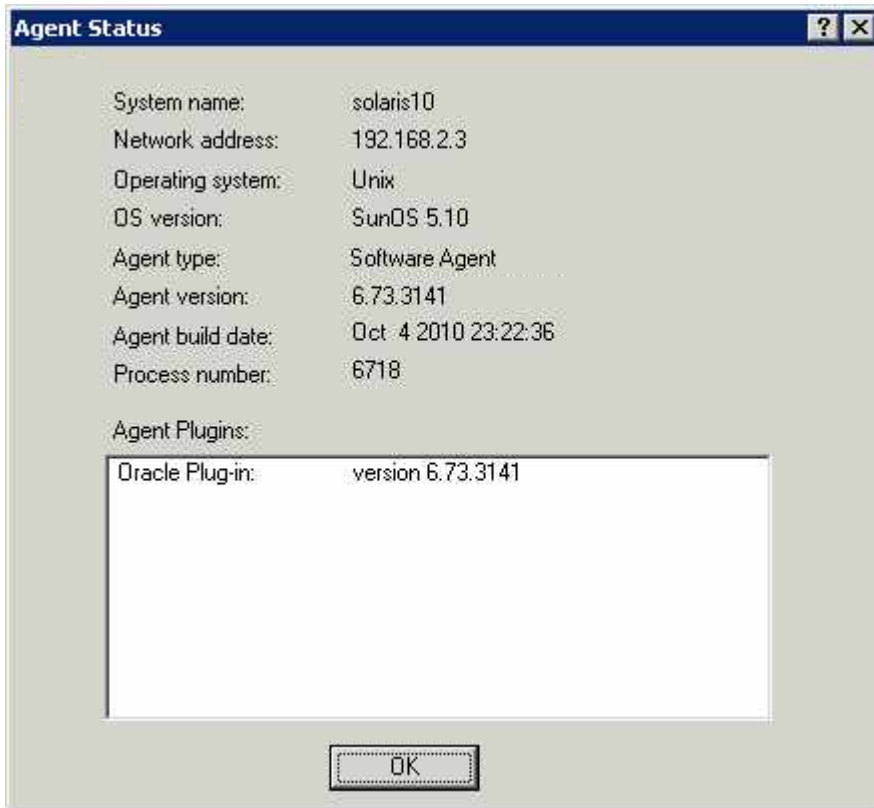 Agent Status
System name: solaris10
Network address: 192.168.2.3
Operating system: Unix
OS version: SunOS 5.10
Agent type: Software Agent
Agent version: 6.73.3141
Agent build date: Oct 4 2010 23:22:36
Process number: 6718
Agent Plugins:
Oracle Plug-in: version 6.73.3141
OK